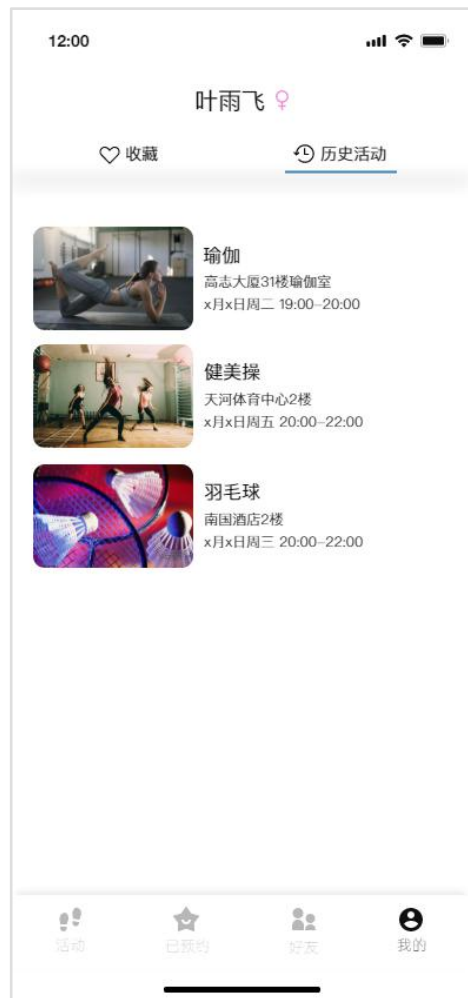 12:00
叶雨飞
收藏
历史活动
瑜伽
高志大厦31楼瑜伽室
x月x日周二 19:00–20:00
健美操
天河体育中心2楼
x月x日周五 20:00–22:00
羽毛球
南国酒店2楼
x月x日周三 20:00–22:00
活动
已预约
好友
我的